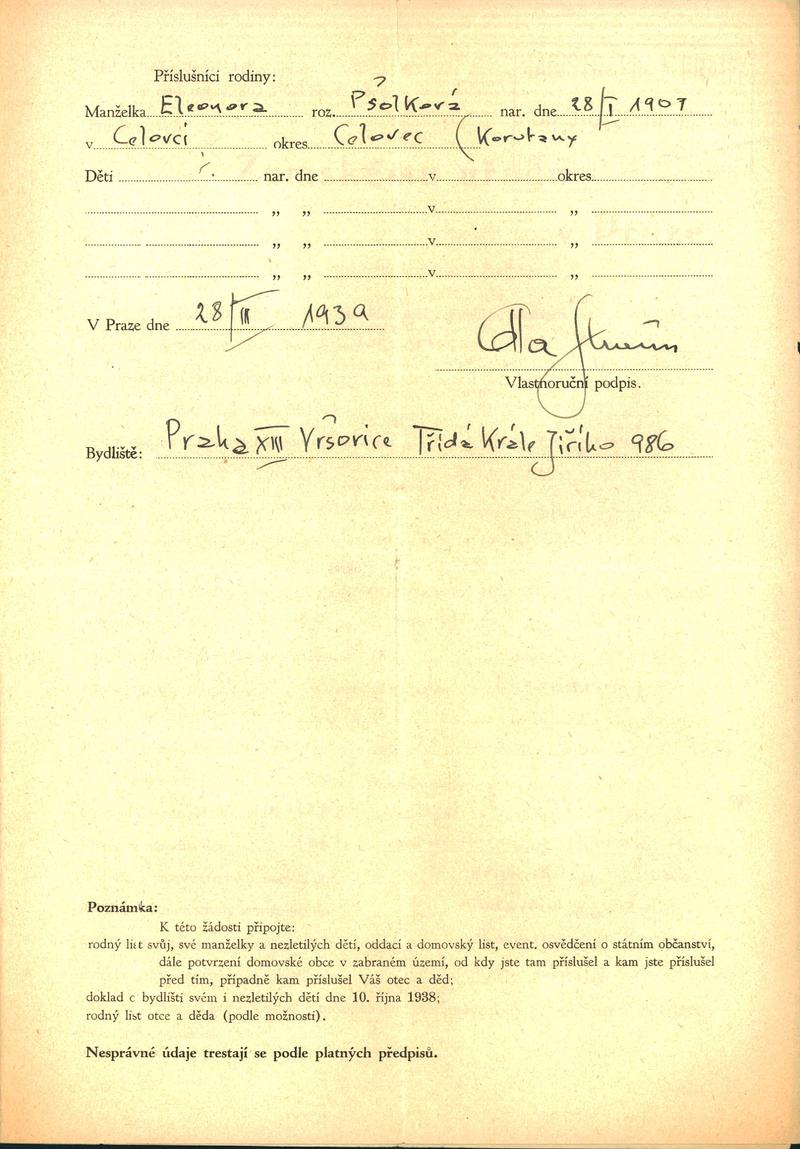 Příslušníci rodiny:
Manželka Eleonora roz. Pšólková nar. dne 28/I 1907
v Celovci okres Celovec (Korutany
Děti nar. dne v okres
„ „ v „
„ „ v „
„ „ v „
V Praze dne 28/III 1939
Vlastnoruční podpis.
Bydliště: Praha XIII Vršovice Třída Krále Jiřího 986
Poznámka:
K této žádosti připojte:
rodný list svůj, své manželky a nezletilých dětí, oddací a domovský list, event. osvědčení o státním občanství,
dále potvrzení domovské obce v zabraném území, od kdy jste tam příslušel a kam jste příslušel
před tím, případně kam příslušel Váš otec a děd;
doklad o bydlišti svém i nezletilých dětí dne 10. října 1938;
rodný list otce a děda (podle možnosti).
Nesprávné údaje trestají se podle platných předpisů.